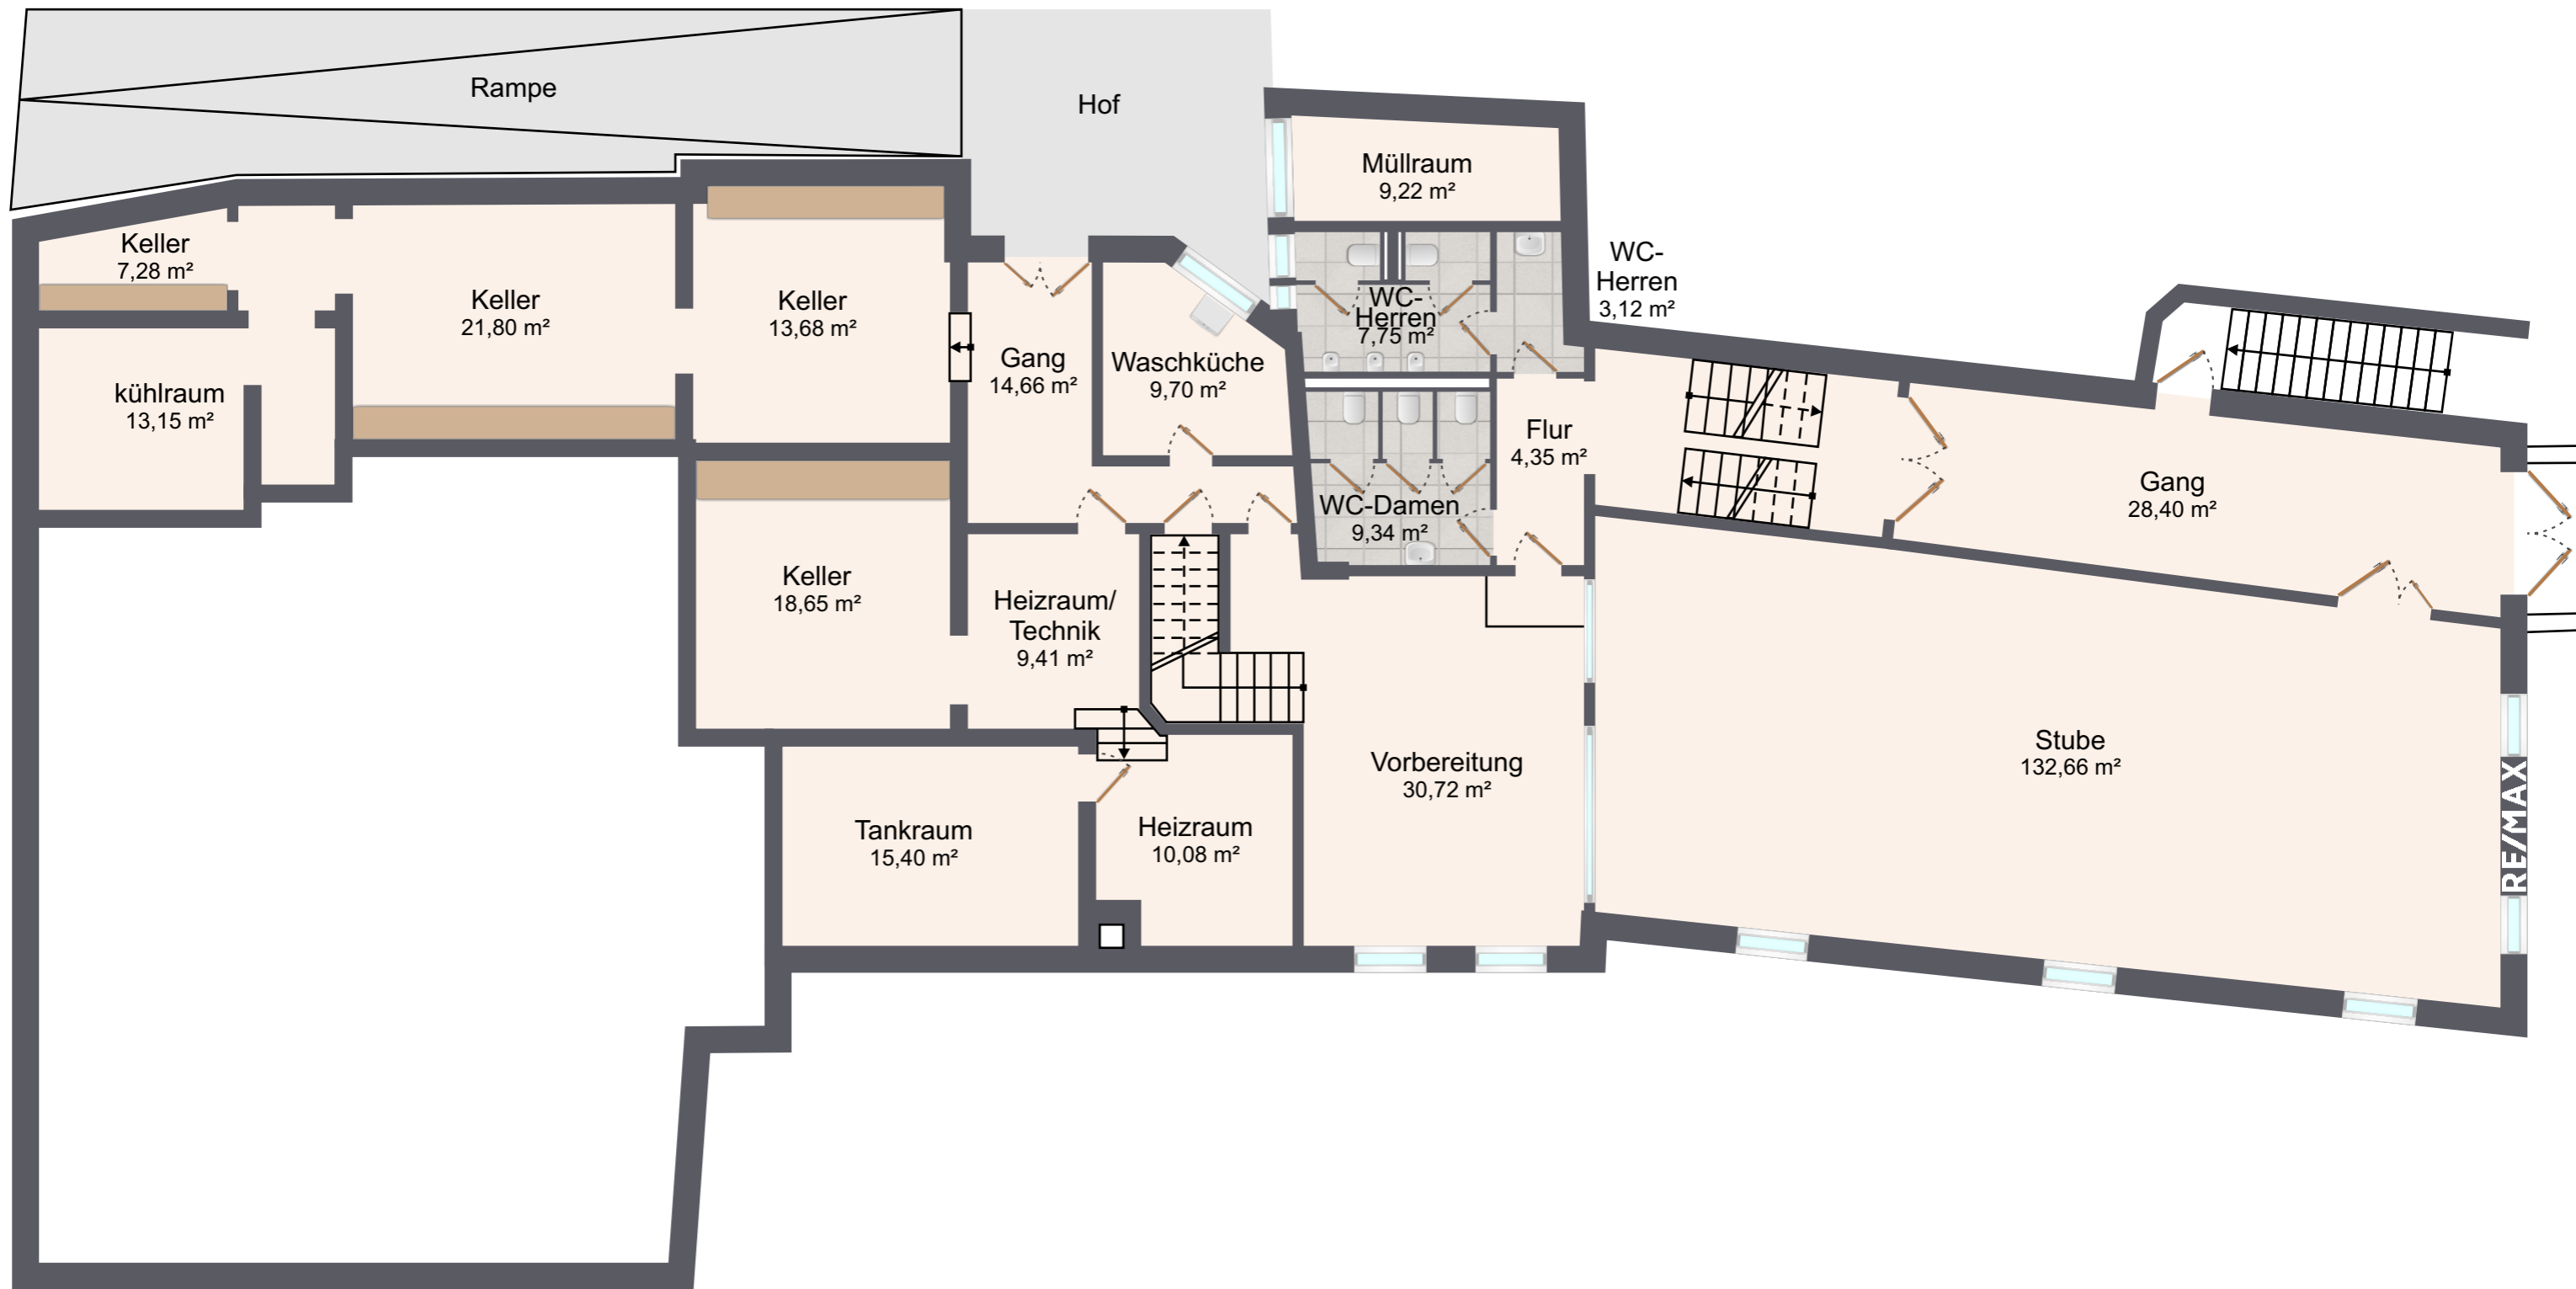 Rampe
Hof
Müllraum
9,22 m²
Keller
7,28 m²
Keller
21,80 m²
Keller
13,68 m²
WC-
Herren
3,12 m²
WC-
Herren
7,75 m²
kühlraum
13,15 m²
Gang
14,66 m²
Waschküche
9,70 m²
Flur
4,35 m²
WC-Damen
9,34 m²
Gang
28,40 m²
Keller
18,65 m²
Heizraum/
Technik
9,41 m²
Vorbereitung
30,72 m²
Stube
132,66 m²
Tankraum
15,40 m²
Heizraum
10,08 m²
RE/MAX